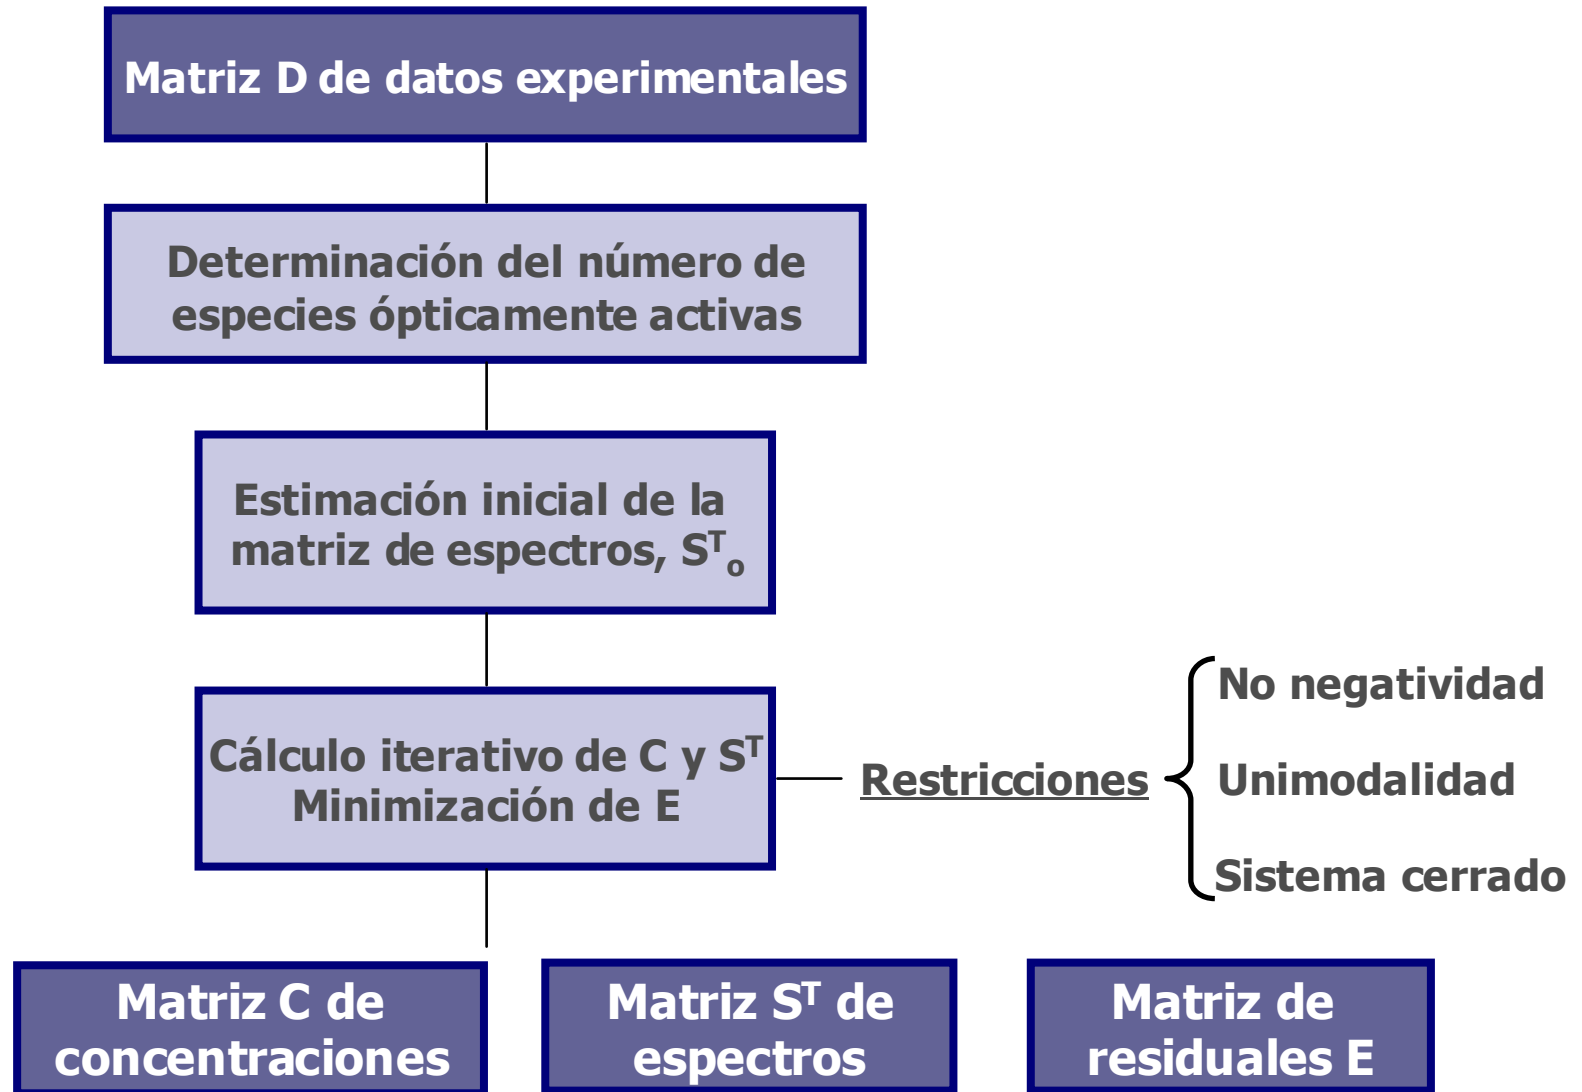 Matriz D de datos experimentales
Determinación del número de
especies ópticamente activas
Estimación inicial de la
matriz de espectros, Sᵀₒ
Cálculo iterativo de C y Sᵀ
Minimización de E
Restricciones
No negatividad
Unimodalidad
Sistema cerrado
Matriz C de
concentraciones
Matriz Sᵀ de
espectros
Matriz de
residuales E